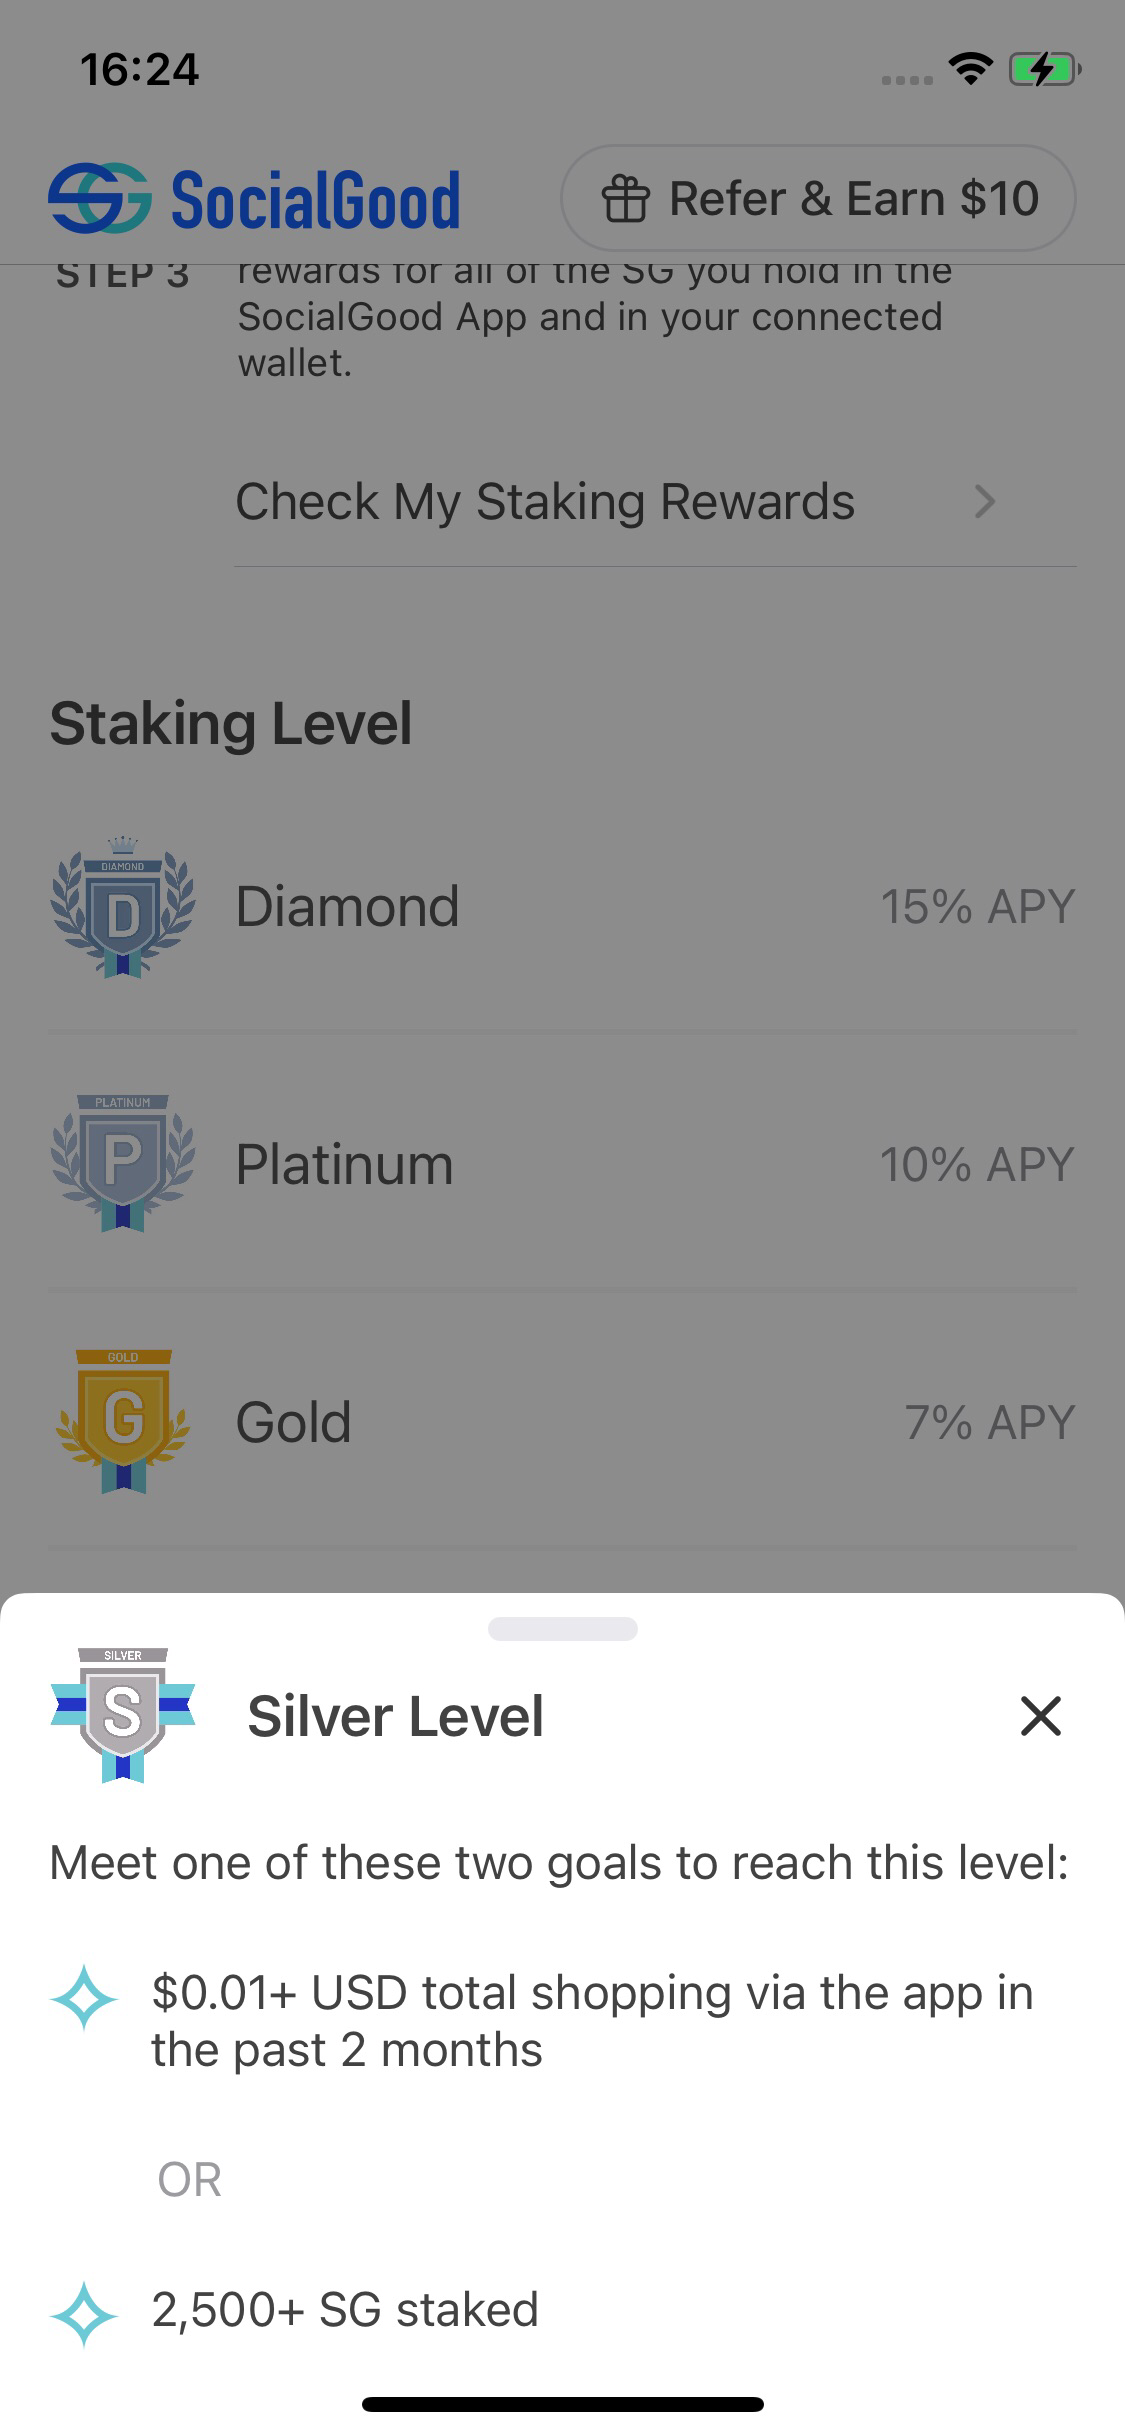 16:24
SG SocialGood
Refer & Earn $10
STEP 3
rewards for all of the SG you hold in the
SocialGood App and in your connected
wallet.
Check My Staking Rewards
Staking Level
DIAMOND
D
Diamond
15% APY
PLATINUM
P
Platinum
10% APY
GOLD
G
Gold
7% APY
SILVER
S
Silver Level
Meet one of these two goals to reach this level:
$0.01+ USD total shopping via the app in
the past 2 months
OR
2,500+ SG staked